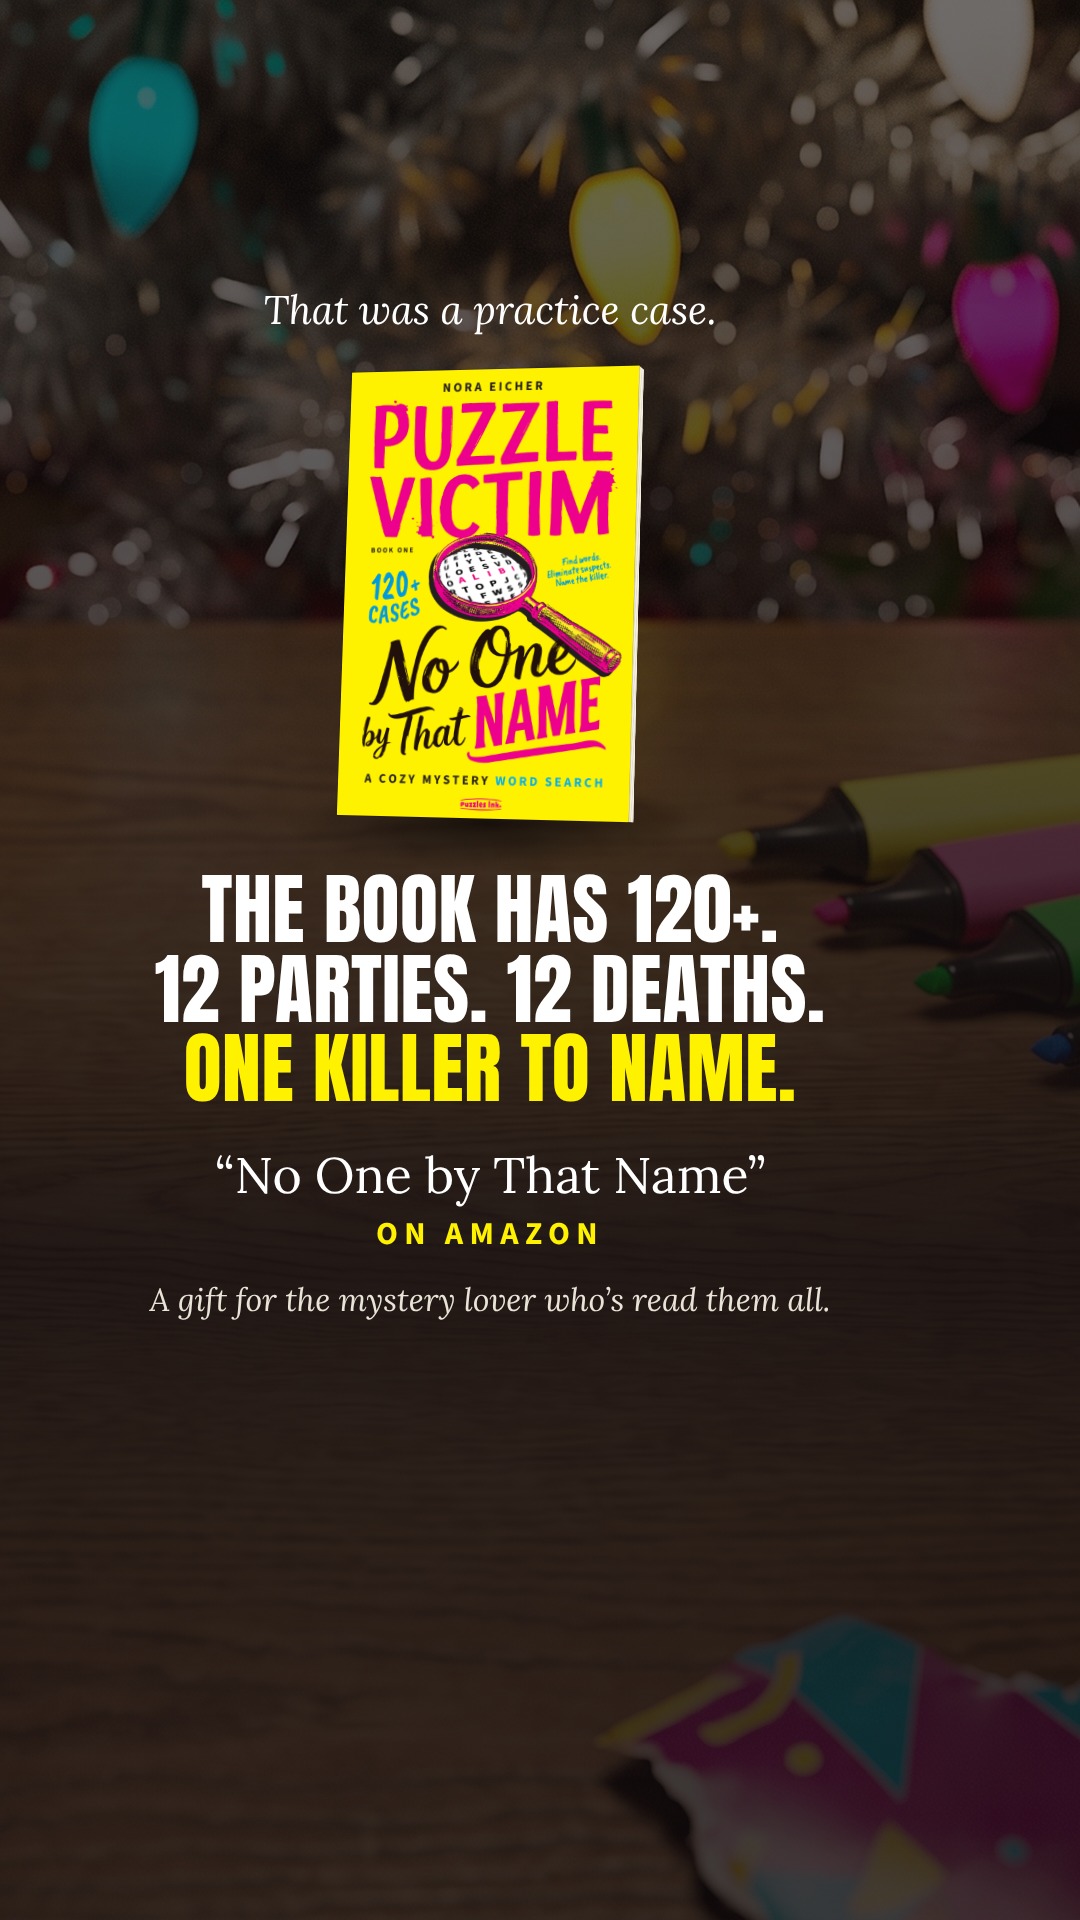 That was a practice case.
NORA EICHER
PUZZLE
VICTIM
BOOK ONE
120+
CASES
Find words.
Eliminate suspects.
Name the killer.
ALIBI
No One
by That NAME
A COZY MYSTERY WORD SEARCH
Puzzles Ink.
THE BOOK HAS 120+.
12 PARTIES. 12 DEATHS.
ONE KILLER TO NAME.
“No One by That Name”
ON AMAZON
A gift for the mystery lover who’s read them all.